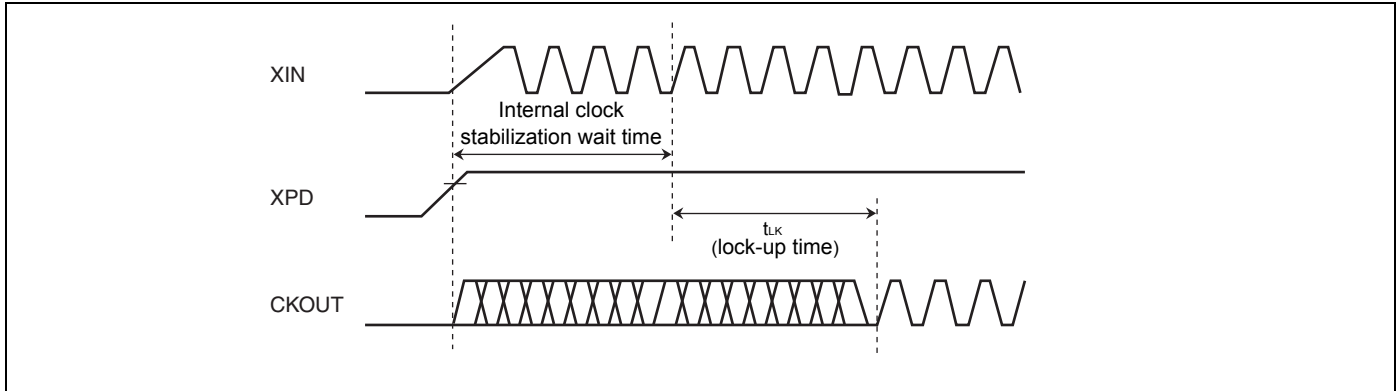 XIN
Internal clock
stabilization wait time
XPD
tLK
(lock-up time)
CKOUT